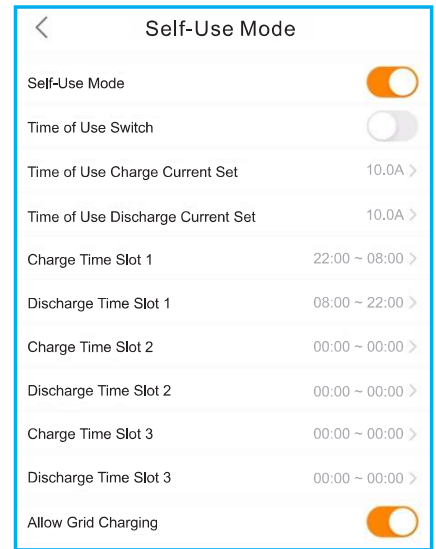 Self-Use Mode
Self-Use Mode
Time of Use Switch
Time of Use Charge Current Set 10.0A >
Time of Use Discharge Current Set 10.0A >
Charge Time Slot 1 22:00 ~ 08:00 >
Discharge Time Slot 1 08:00 ~ 22:00 >
Charge Time Slot 2 00:00 ~ 00:00 >
Discharge Time Slot 2 00:00 ~ 00:00 >
Charge Time Slot 3 00:00 ~ 00:00 >
Discharge Time Slot 3 00:00 ~ 00:00 >
Allow Grid Charging